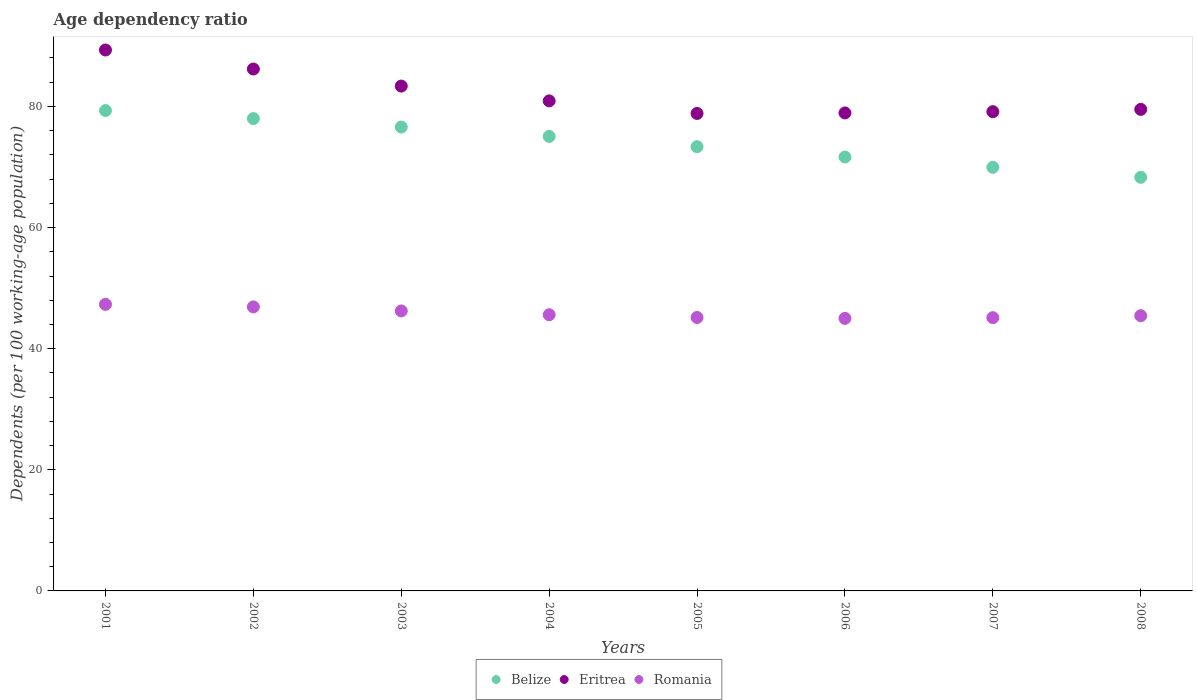 Age dependency ratio
Dependents (per 100 working-age population)
80
60
40
20
0
2001
2002
2003
2004
2005
2006
2007
2008
Years
Belize
Eritrea
Romania